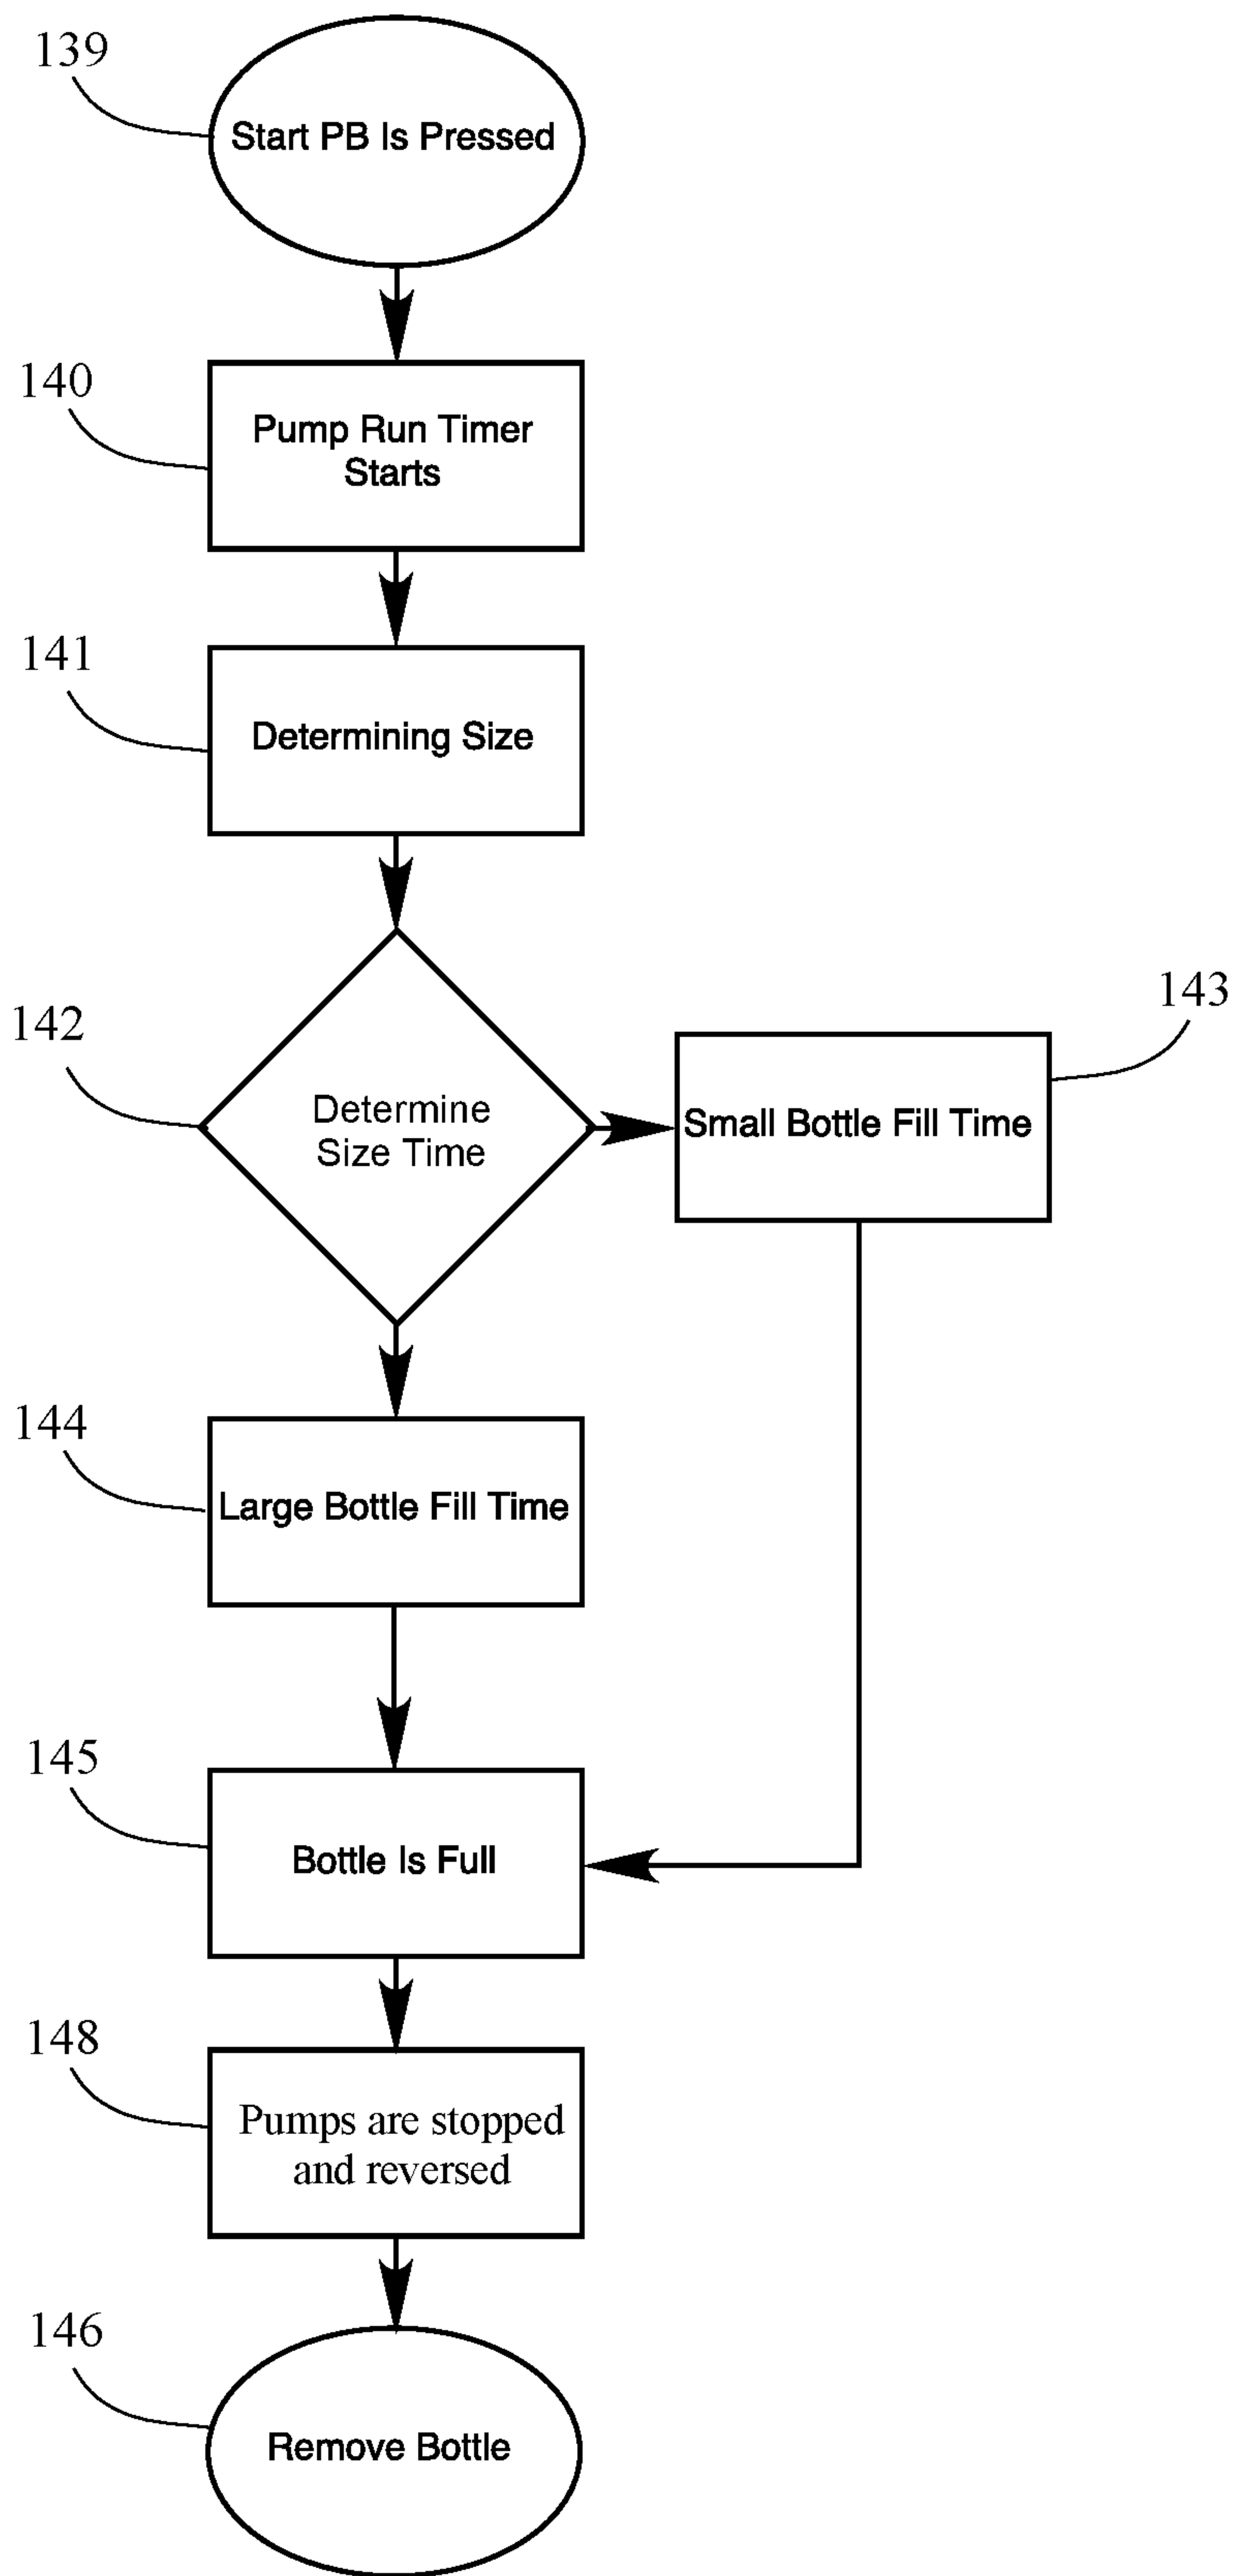 139
Start PB Is Pressed
140
Pump Run Timer
Starts
141
Determining Size
142
Determine
Size Time
143
Small Bottle Fill Time
144
Large Bottle Fill Time
145
Bottle Is Full
148
Pumps are stopped
and reversed
146
Remove Bottle